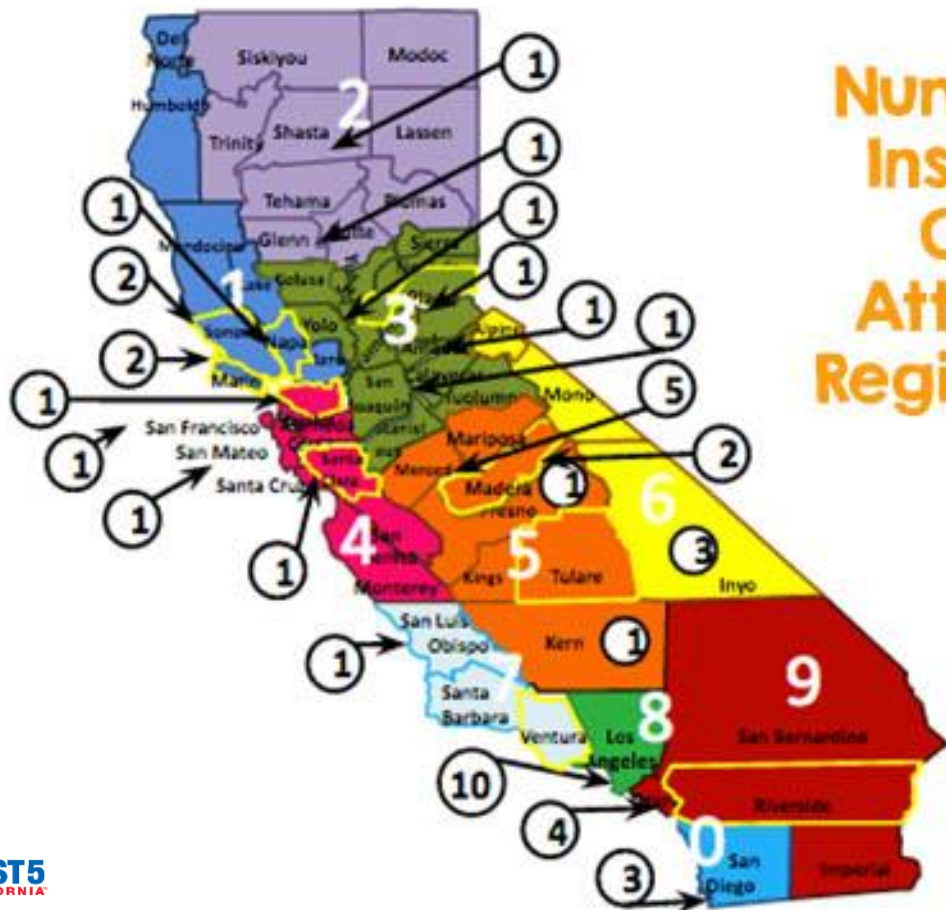 Num
Ins
C
Att
Regi
Del
Norte
Siskiyou
Modoc
1
2
Humboldt
Trinity
Shasta
Lassen
1
1
Tehama
Plumas
1
Glenn
Mendocino
Sierra
2
Colusa
1
1
3
Yolo
1
1
Sonoma
Napa
Alpine
2
Marin
San
Joaquin
Tuolumn
Mono
5
1
San Francisco
Mariposa
1
San Mateo
Merced
2
Santa Cruz
Santa
Clara
Madera
1
1
Fresno
6
4
5
3
1
Monterey
Kings
Tulare
Inyo
San Luis
Obispo
Kern
1
1
7
9
Santa
Barbara
8
Ventura
Los
Angeles
San Bernardino
10
4
Riverside
0
San
Diego
Imperial
3
ST5
ORNIA